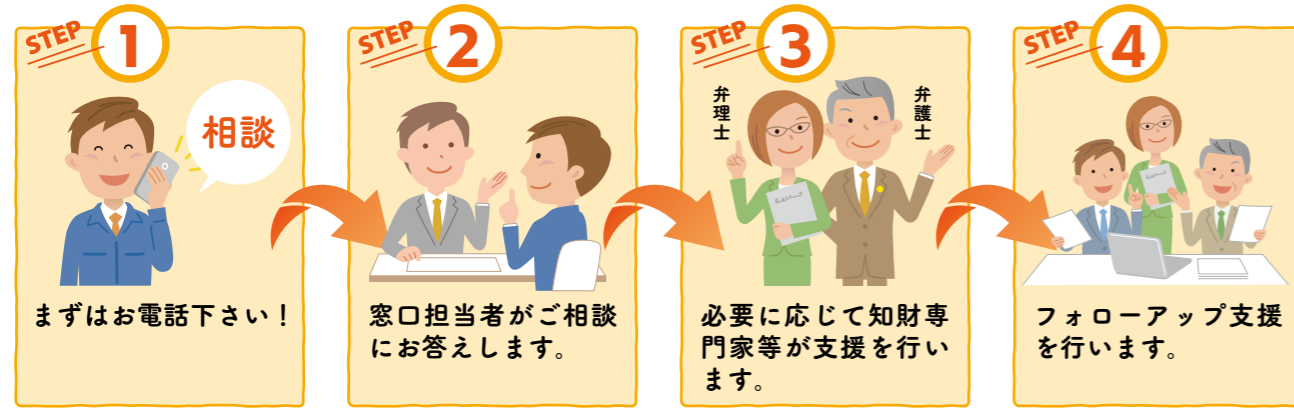 STEP 1
相談
まずはお電話下さい！
STEP 2
窓口担当者がご相談
にお答えします。
STEP 3
弁理士
弁護士
必要に応じて知財専
門家等が支援を行い
ます。
STEP 4
フォローアップ支援
を行います。